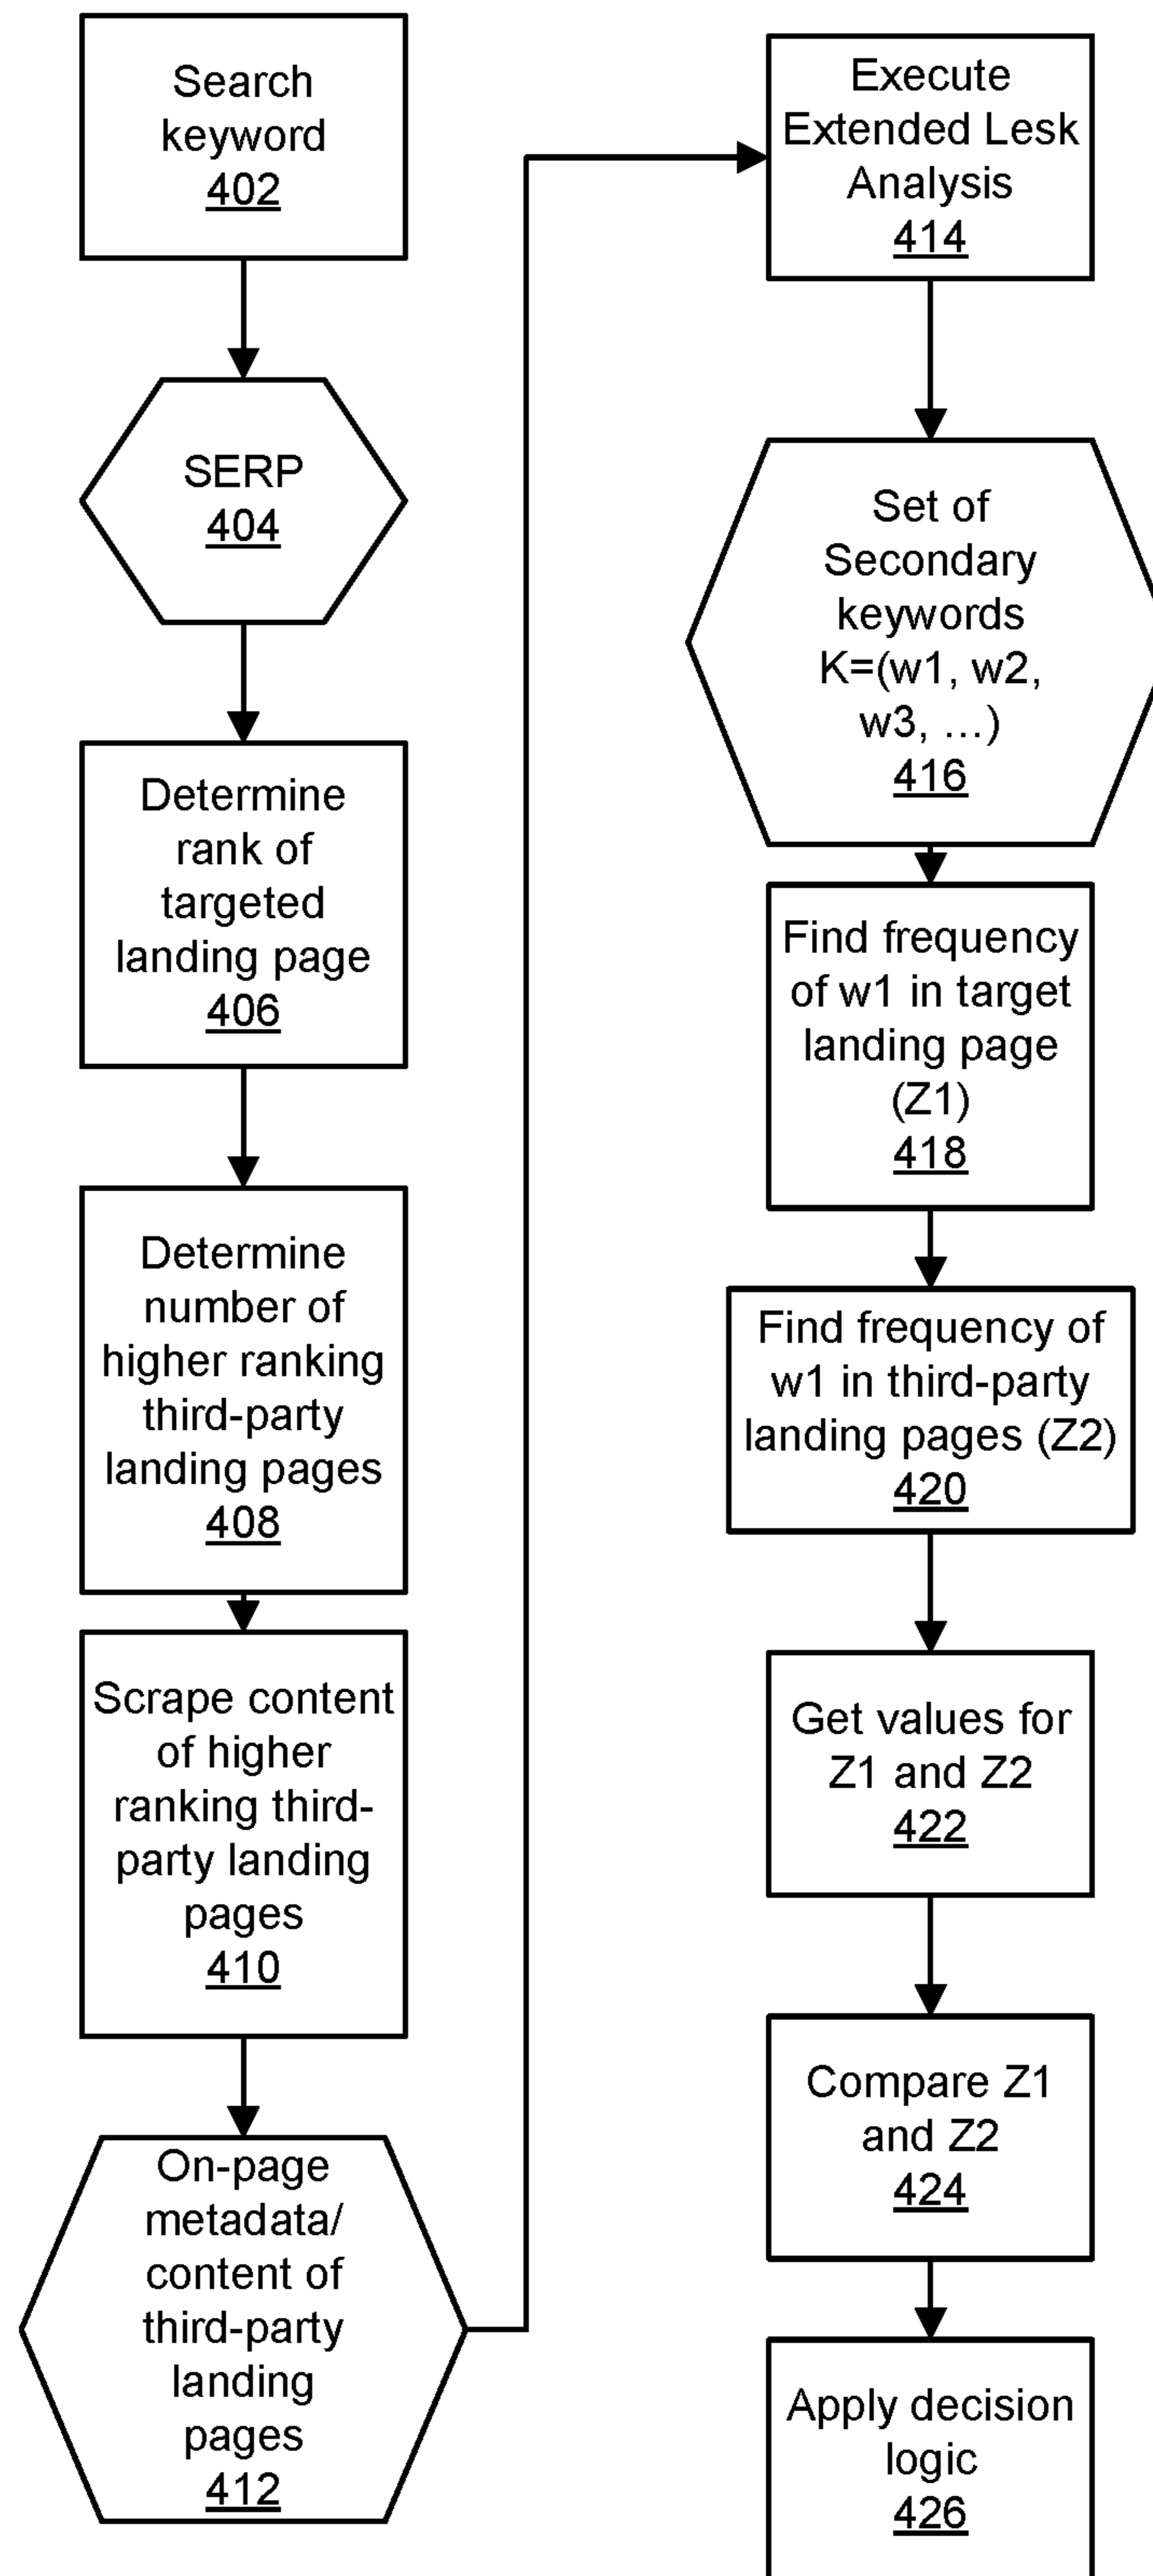 Search
keyword
402
SERP
404
Determine
rank of
targeted
landing page
406
Determine
number of
higher ranking
third-party
landing pages
408
Scrape content
of higher
ranking third-
party landing
pages
410
On-page
metadata/
content of
third-party
landing
pages
412
Execute
Extended Lesk
Analysis
414
Set of
Secondary
keywords
K=(w1, w2,
w3, ...)
416
Find frequency
of w1 in target
landing page
(Z1)
418
Find frequency of
w1 in third-party
landing pages (Z2)
420
Get values for
Z1 and Z2
422
Compare Z1
and Z2
424
Apply decision
logic
426